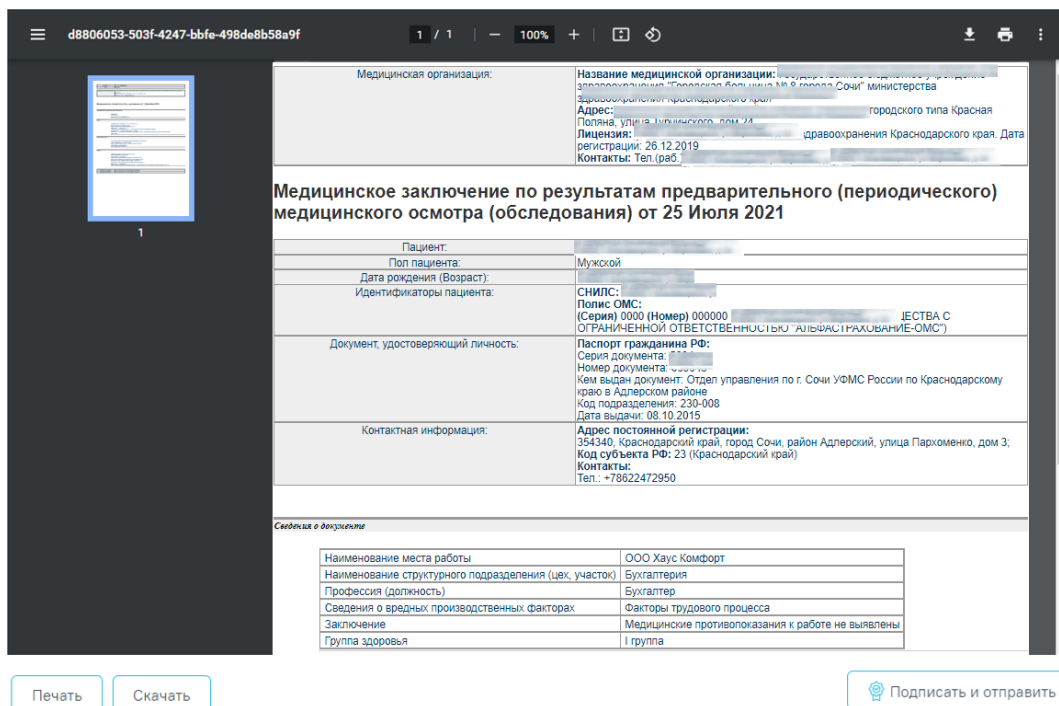 d8806053-503f-4247-bbfe-498de8b58a9f
1 / 1
100%
1
Медицинская организация:
Название медицинской организации:
здравоохранения "Городская больница № 8 города Сочи" министерства
здравоохранения Краснодарского края
Адрес: городского типа Красная
Поляна, улица Турчинского, дом 24
Лицензия: здравоохранения Краснодарского края. Дата
регистрации: 26.12.2019
Контакты: Тел.(раб.)
Медицинское заключение по результатам предварительного (периодического)
медицинского осмотра (обследования) от 25 Июля 2021
Пациент:
Пол пациента: Мужской
Дата рождения (Возраст):
Идентификаторы пациента:
СНИЛС:
Полис ОМС:
(Серия) 0000 (Номер) 000000 С
ОГРАНИЧЕННОЙ ОТВЕТСТВЕННОСТЬЮ "АЛЬФАСТРАХОВАНИЕ-ОМС")
Документ, удостоверяющий личность:
Паспорт гражданина РФ:
Серия документа:
Номер документа:
Кем выдан документ: Отдел управления по г. Сочи УФМС России по Краснодарскому
краю в Адлерском районе
Код подразделения: 230-008
Дата выдачи: 08.10.2015
Контактная информация:
Адрес постоянной регистрации:
354340, Краснодарский край, город Сочи, район Адлерский, улица Пархоменко, дом 3;
Код субъекта РФ: 23 (Краснодарский край)
Контакты:
Тел.: +78622472950
Сведения о документе
Наименование места работы ООО Хаус Комфорт
Наименование структурного подразделения (цех, участок) Бухгалтерия
Профессия (должность) Бухгалтер
Сведения о вредных производственных факторах Факторы трудового процесса
Заключение Медицинские противопоказания к работе не выявлены
Группа здоровья I группа
Печать
Скачать
Подписать и отправить